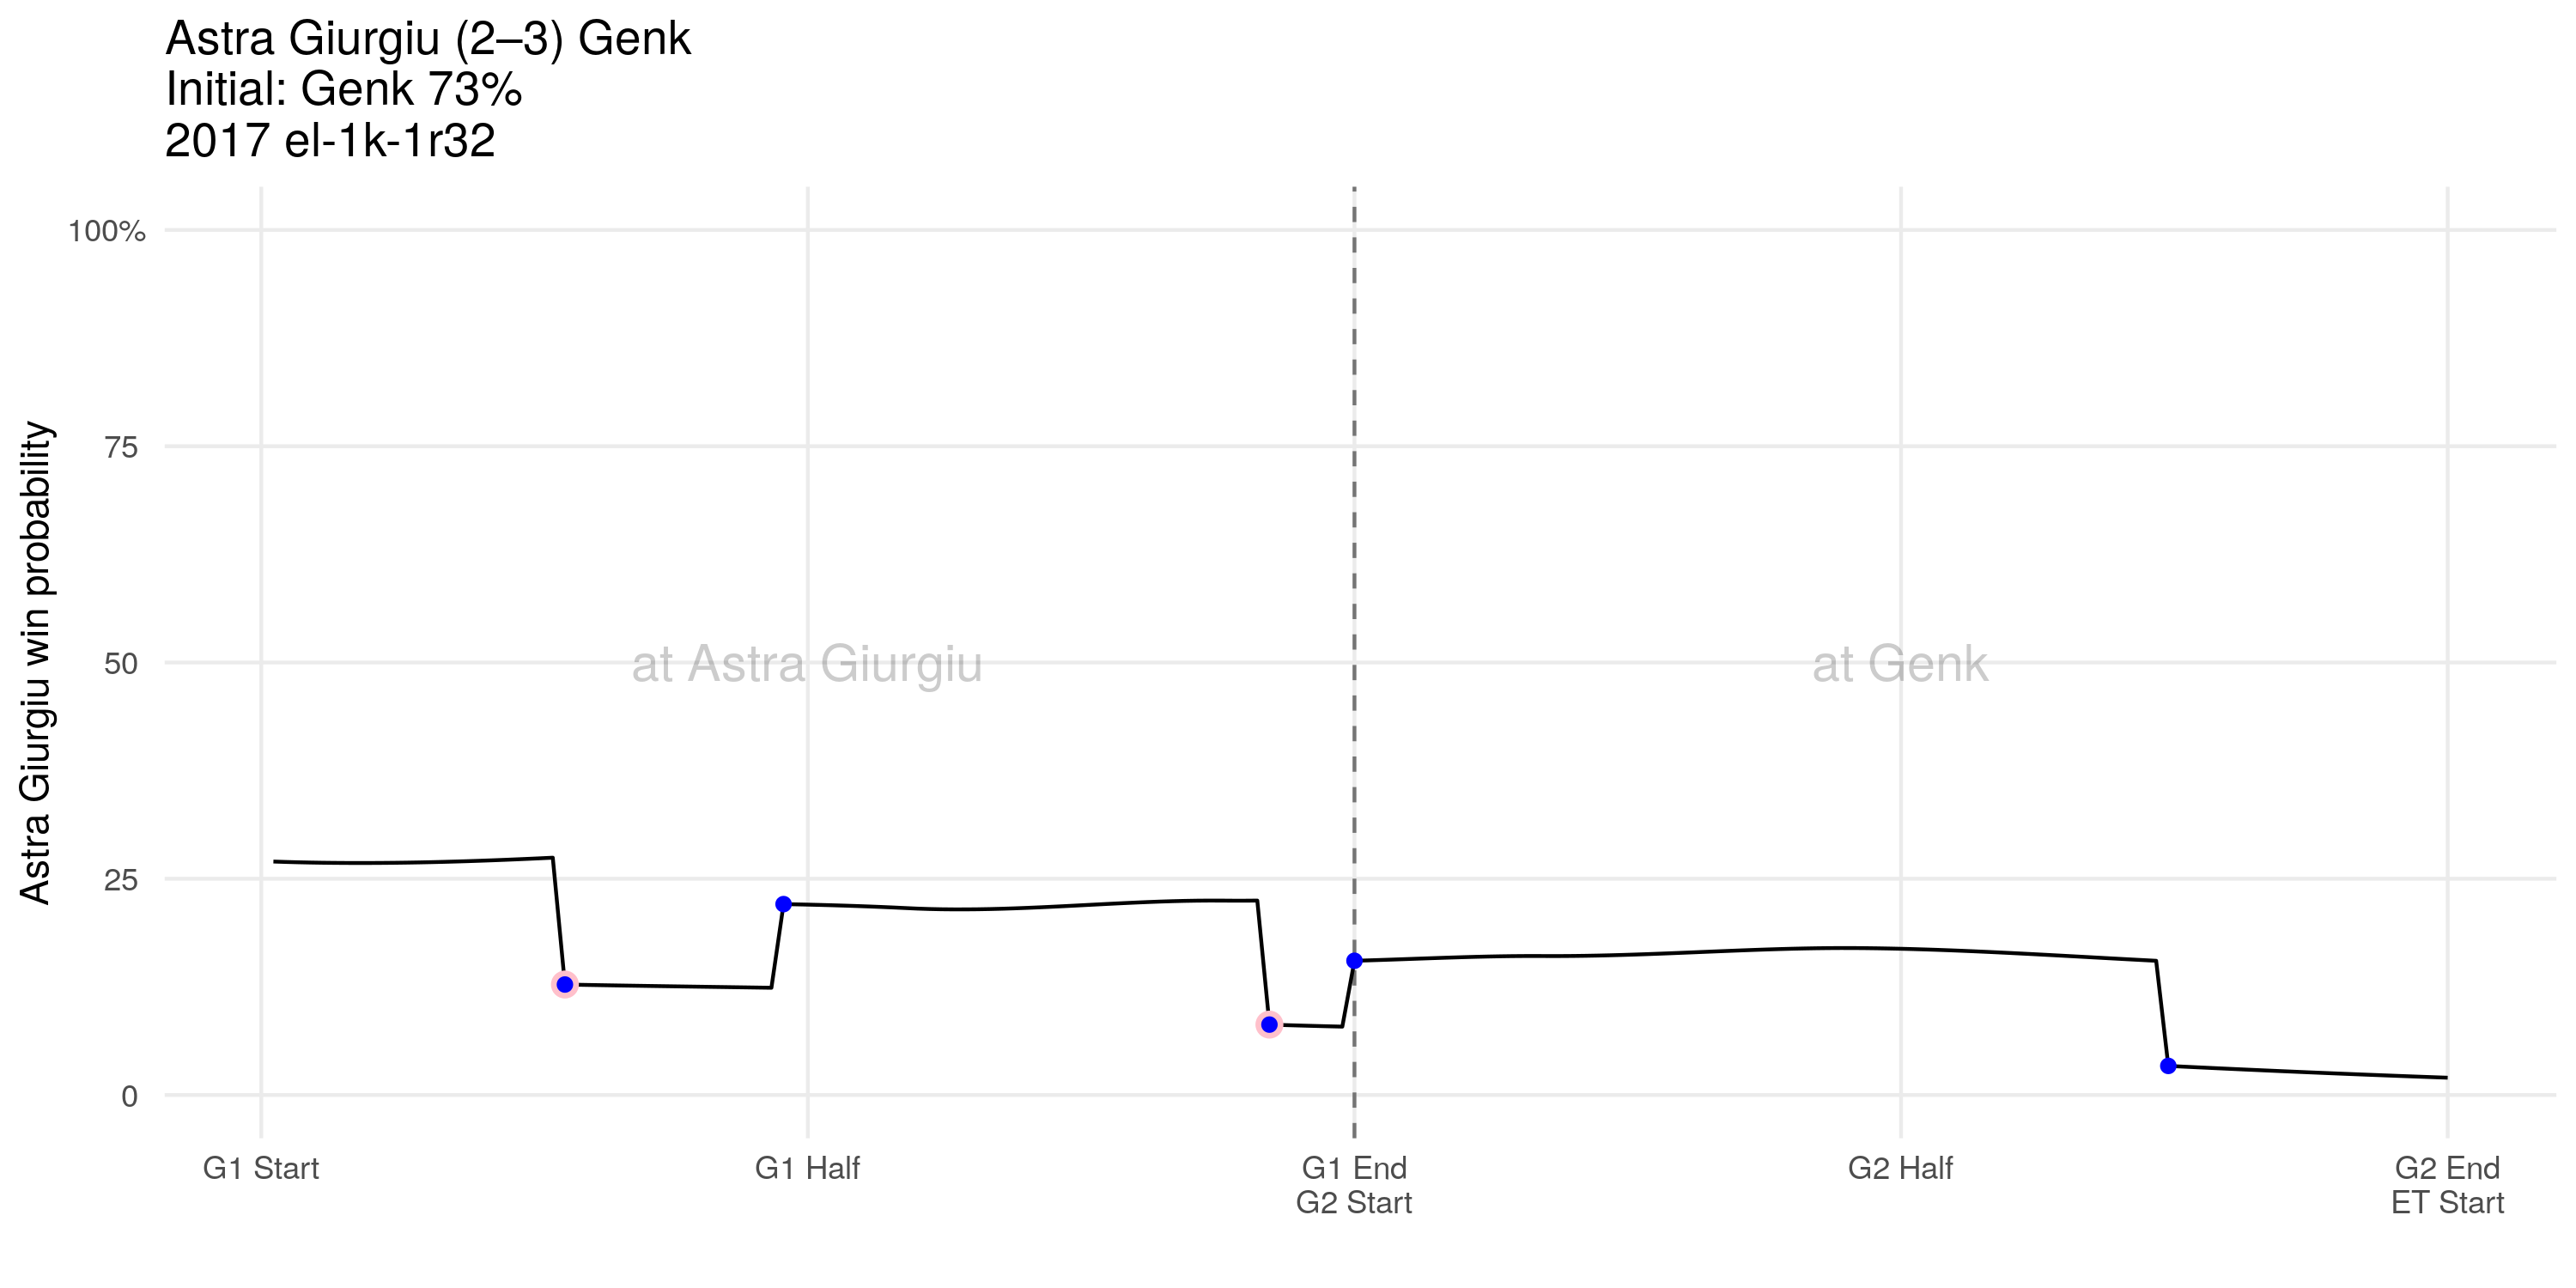 Astra Giurgiu (2–3) Genk
Initial: Genk 73%
2017 el-1k-1r32
Astra Giurgiu win probability
100%
75
50
25
0
at Astra Giurgiu
at Genk
G1 Start
G1 Half
G1 End
G2 Start
G2 Half
G2 End
ET Start